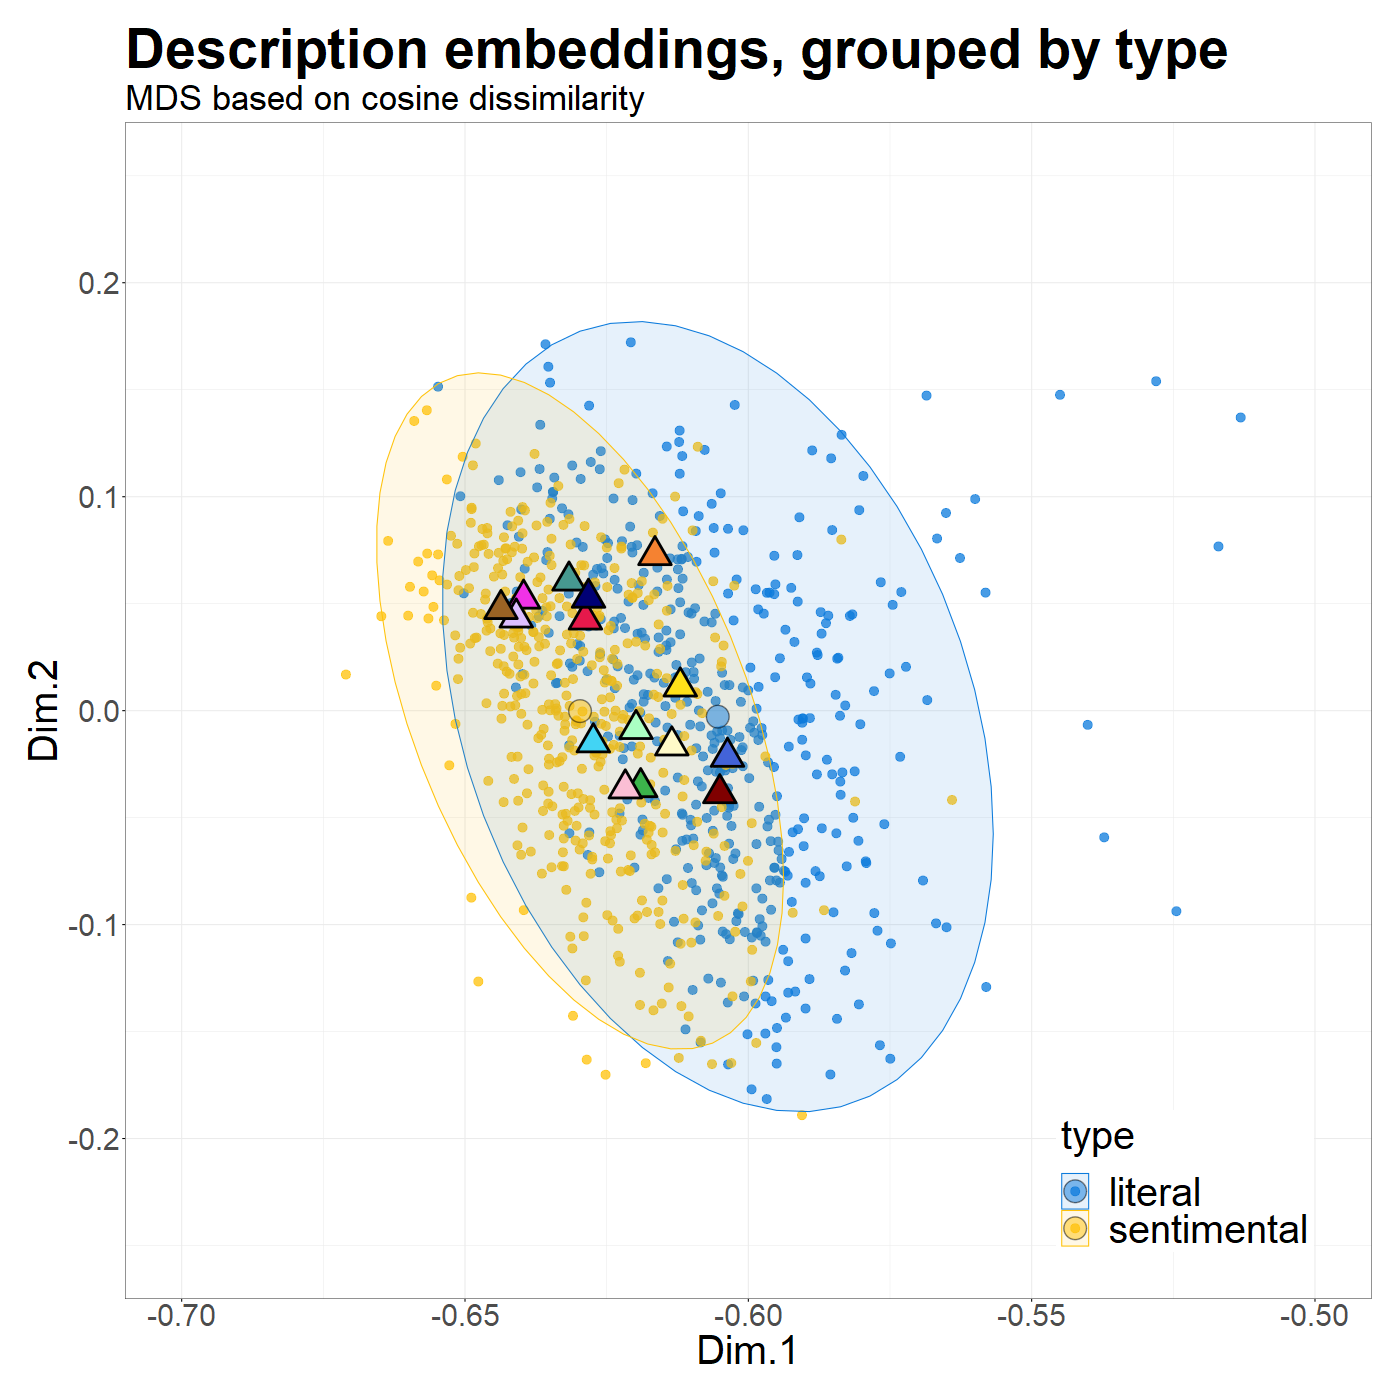 Description embeddings, grouped by type
MDS based on cosine dissimilarity
Dim.2
0.2
0.1
0.0
-0.1
-0.2
-0.70
-0.65
-0.60
-0.55
-0.50
Dim.1
type
literal
sentimental